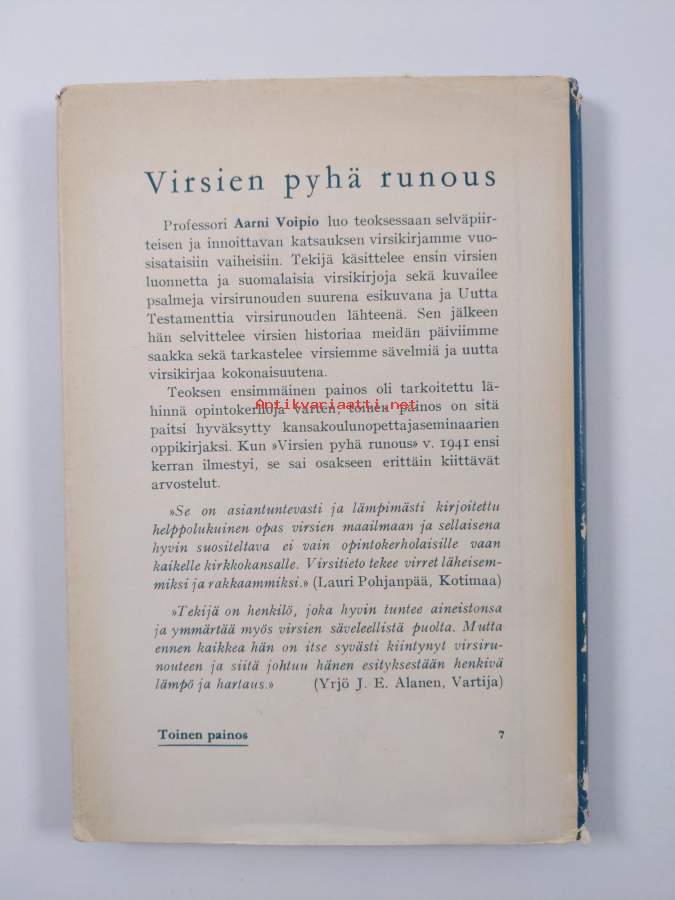 Virsien pyhä runous
Professori Aarni Voipio luo teoksessaan selväpiir-
teisen ja innoittavan katsauksen virsikirjamme vuo-
sisataisiin vaiheisiin. Tekijä käsittelee ensin virsien
luonnetta ja suomalaisia virsikirjoja sekä kuvailee
psalmeja virsirunouden suurena esikuvana ja Uutta
Testamenttia virsirunouden lähteenä. Sen jälkeen
hän selvittelee virsien historiaa meidän päiviimme
saakka sekä tarkastelee virsiemme sävelmiä ja uutta
virsikirjaa kokonaisuutena.
Teoksen ensimmäinen painos oli tarkoitettu lä-
hinnä opintokerhoja varten, toinen painos on sitä
Antikvariaatti.net
paitsi hyväksytty kansakoulunopettajaseminaarien
oppikirjaksi. Kun »Virsien pyhä runous» v. 1941 ensi
kerran ilmestyi, se sai osakseen erittäin kiittävät
arvostelut.
»Se on asiantuntevasti ja lämpimästi kirjoitettu
helppolukuinen opas virsien maailmaan ja sellaisena
hyvin suositeltava ei vain opintokerholaisille vaan
kaikelle kirkkokansalle. Virsitieto tekee virret läheisem-
miksi ja rakkaammiksi.» (Lauri Pohjanpää, Kotimaa)
»Tekijä on henkilö, joka hyvin tuntee aineistonsa
ja ymmärtää myös virsien säveleellistä puolta. Mutta
ennen kaikkea hän on itse syvästi kiintynyt virsiru-
nouteen ja siitä johtuu hänen esityksestään henkivä
lämpö ja hartaus.» (Yrjö J. E. Alanen, Vartija)
Toinen painos 7